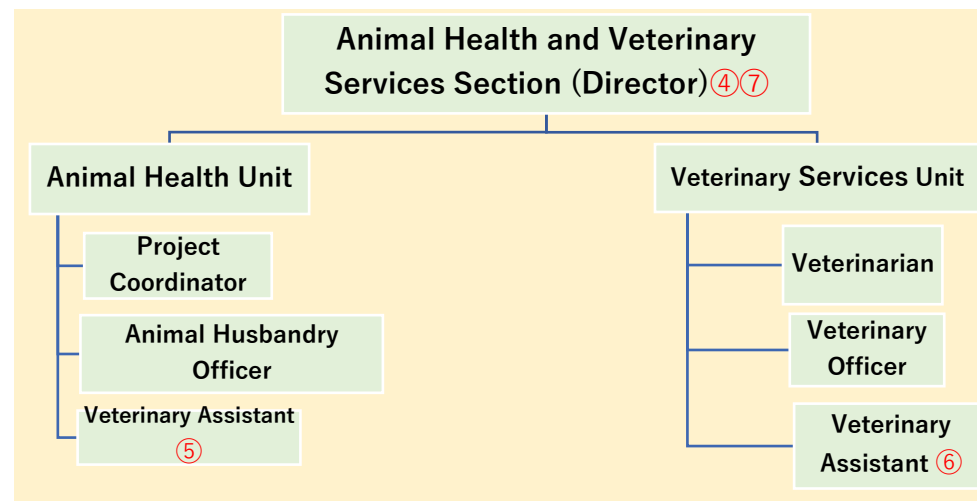 Animal Health and Veterinary
Services Section (Director)④⑦
Animal Health Unit
Veterinary Services Unit
Project
Coordinator
Animal Husbandry
Officer
Veterinary Assistant
⑤
Veterinarian
Veterinary
Officer
Veterinary
Assistant ⑥